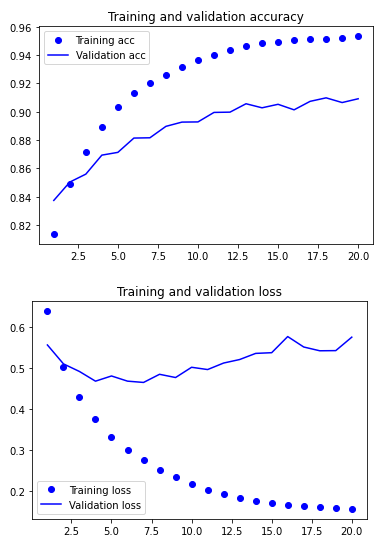 Training and validation accuracy
0.96
0.94
0.92
0.90
0.88
0.86
0.84
0.82
Training acc
Validation acc
2.5 5.0 7.5 10.0 12.5 15.0 17.5 20.0
Training and validation loss
0.6
0.5
0.4
0.3
0.2
Training loss
Validation loss
2.5 5.0 7.5 10.0 12.5 15.0 17.5 20.0